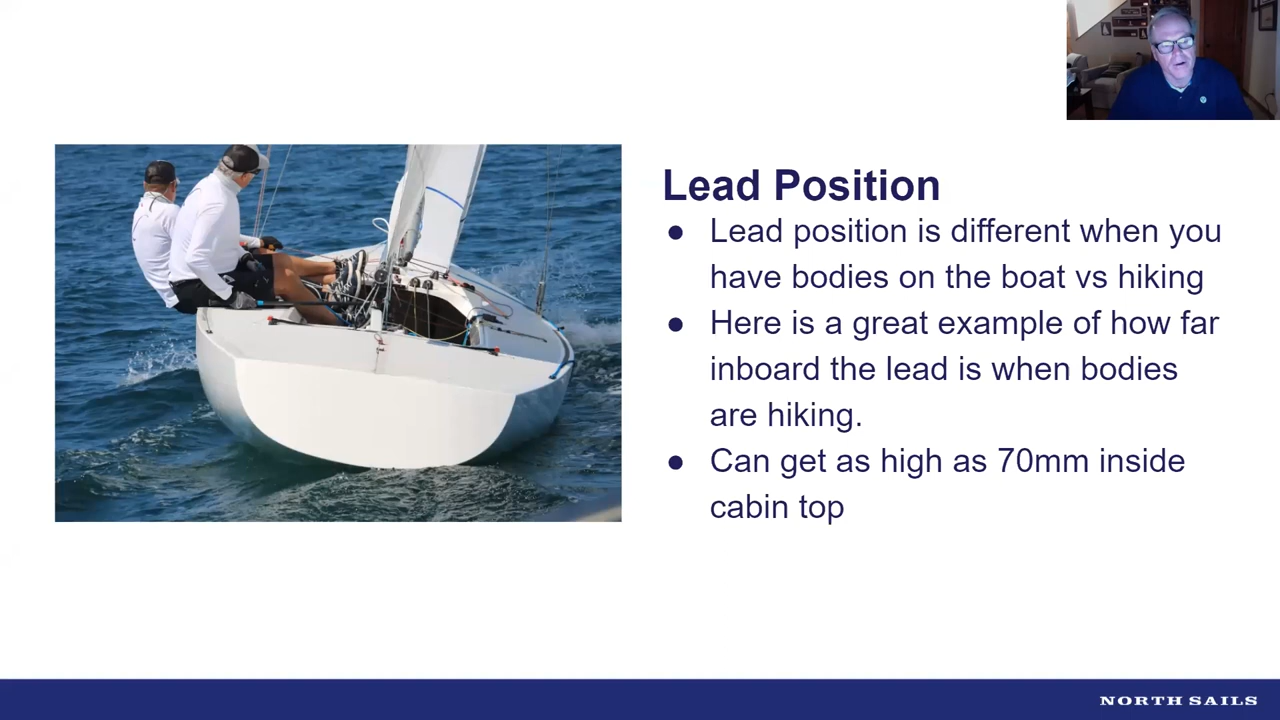 Lead Position
● Lead position is different when you
have bodies on the boat vs hiking
● Here is a great example of how far
inboard the lead is when bodies
are hiking.
● Can get as high as 70mm inside
cabin top
NORTH SAILS